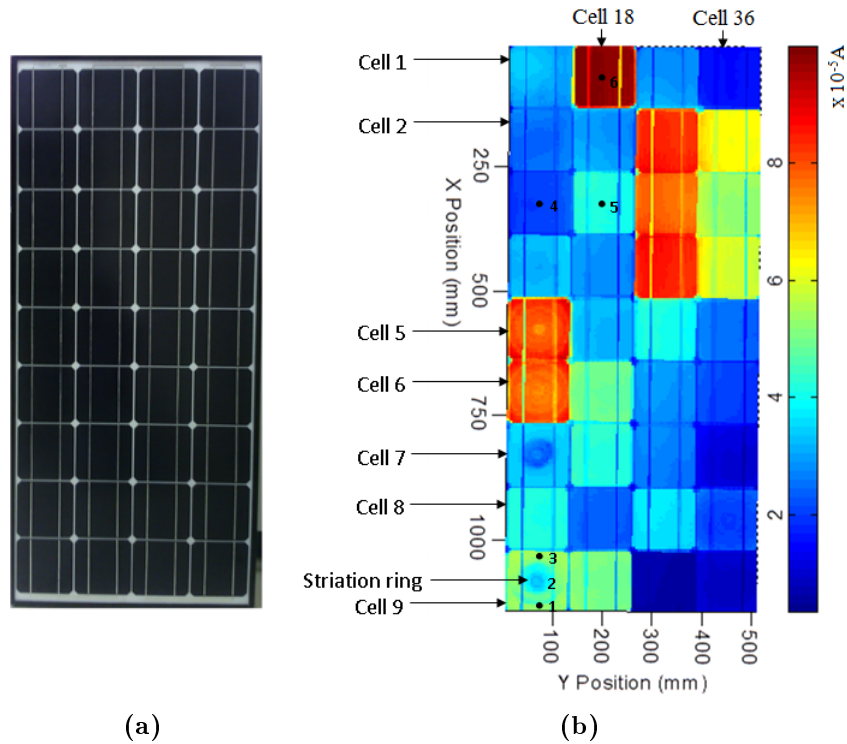 Cell 18
Cell 36
Cell 1
Cell 2
Cell 5
Cell 6
Cell 7
Cell 8
Striation ring
Cell 9
6
4
5
3
2
1
250
500
750
1000
X Position (mm)
100
200
300
400
500
Y Position (mm)
x 10⁻⁵A
8
6
4
2
(a)
(b)